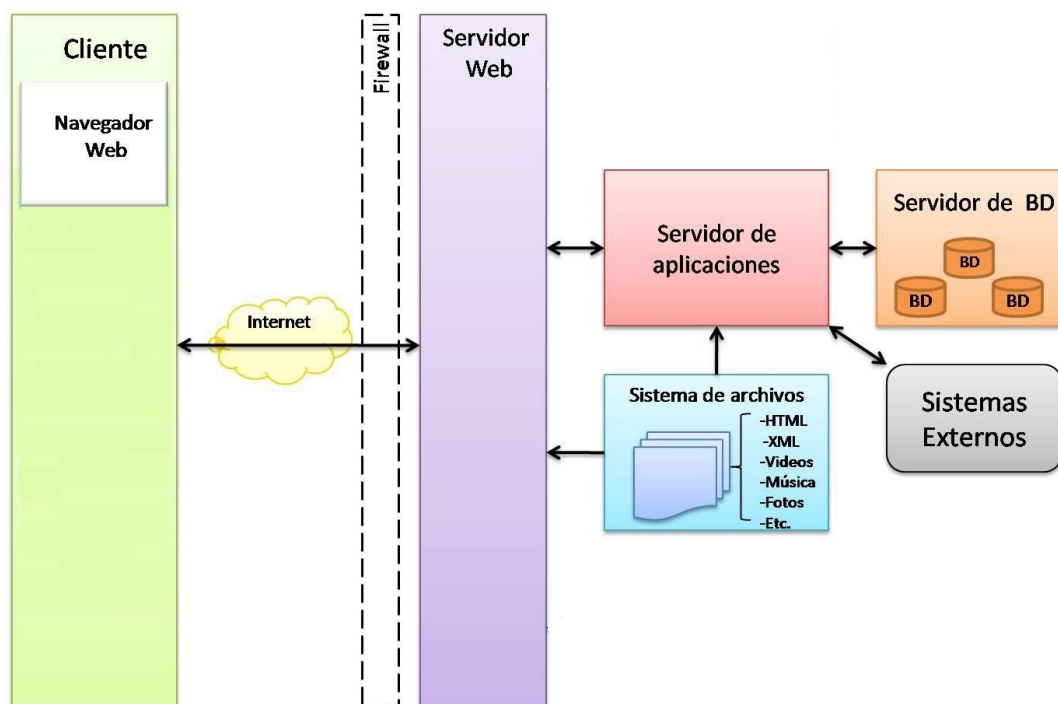 Cliente
Navegador
Web
Internet
Firewall
Servidor
Web
Servidor de
aplicaciones
Servidor de BD
BD
BD
BD
Sistema de archivos
-HTML
-XML
-Videos
-Música
-Fotos
-Etc.
Sistemas
Externos